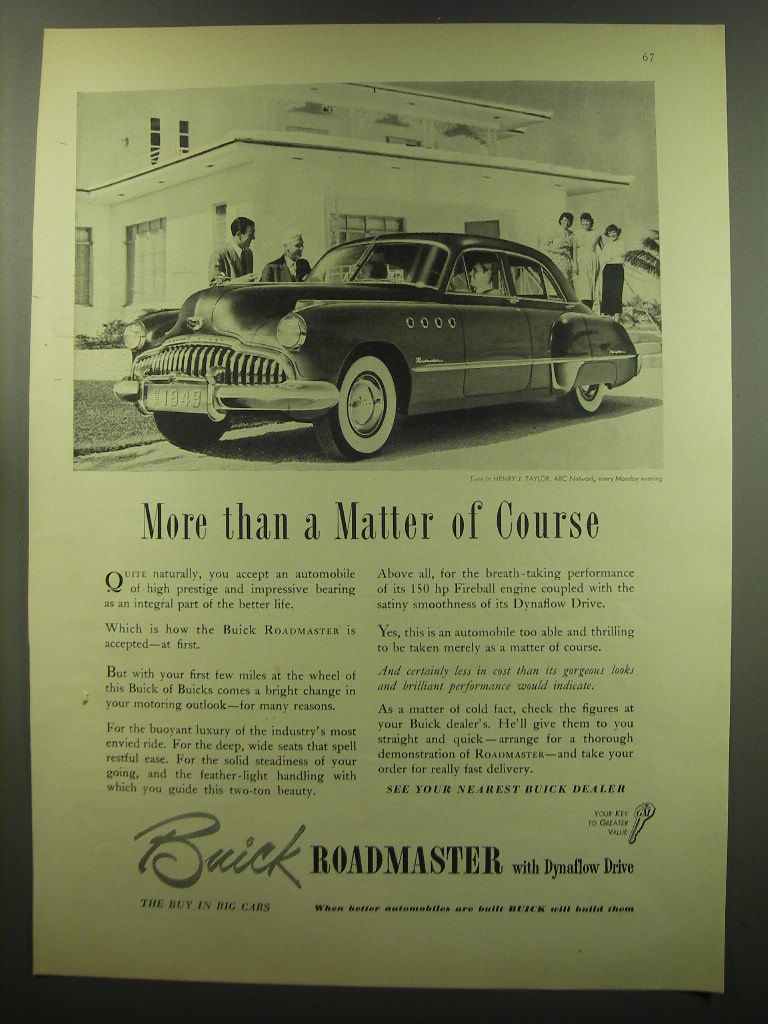 67
1949
Roadmaster
Tune in HENRY J. TAYLOR, ABC Network, every Monday evening
More than a Matter of Course
QUITE naturally, you accept an automobile
of high prestige and impressive bearing
as an integral part of the better life.
Which is how the Buick ROADMASTER is
accepted—at first.
But with your first few miles at the wheel of
this Buick of Buicks comes a bright change in
your motoring outlook—for many reasons.
For the buoyant luxury of the industry's most
envied ride. For the deep, wide seats that spell
restful ease. For the solid steadiness of your
going, and the feather-light handling with
which you guide this two-ton beauty.
Above all, for the breath-taking performance
of its 150 hp Fireball engine coupled with the
satiny smoothness of its Dynaflow Drive.
Yes, this is an automobile too able and thrilling
to be taken merely as a matter of course.
And certainly less in cost than its gorgeous looks
and brilliant performance would indicate.
As a matter of cold fact, check the figures at
your Buick dealer's. He'll give them to you
straight and quick—arrange for a thorough
demonstration of ROADMASTER—and take your
order for really fast delivery.
SEE YOUR NEAREST BUICK DEALER
YOUR KEY
TO GREATER
VALUE
GM
Buick ROADMASTER with Dynaflow Drive
THE BUY IN BIG CARS
When better automobiles are built BUICK will build them